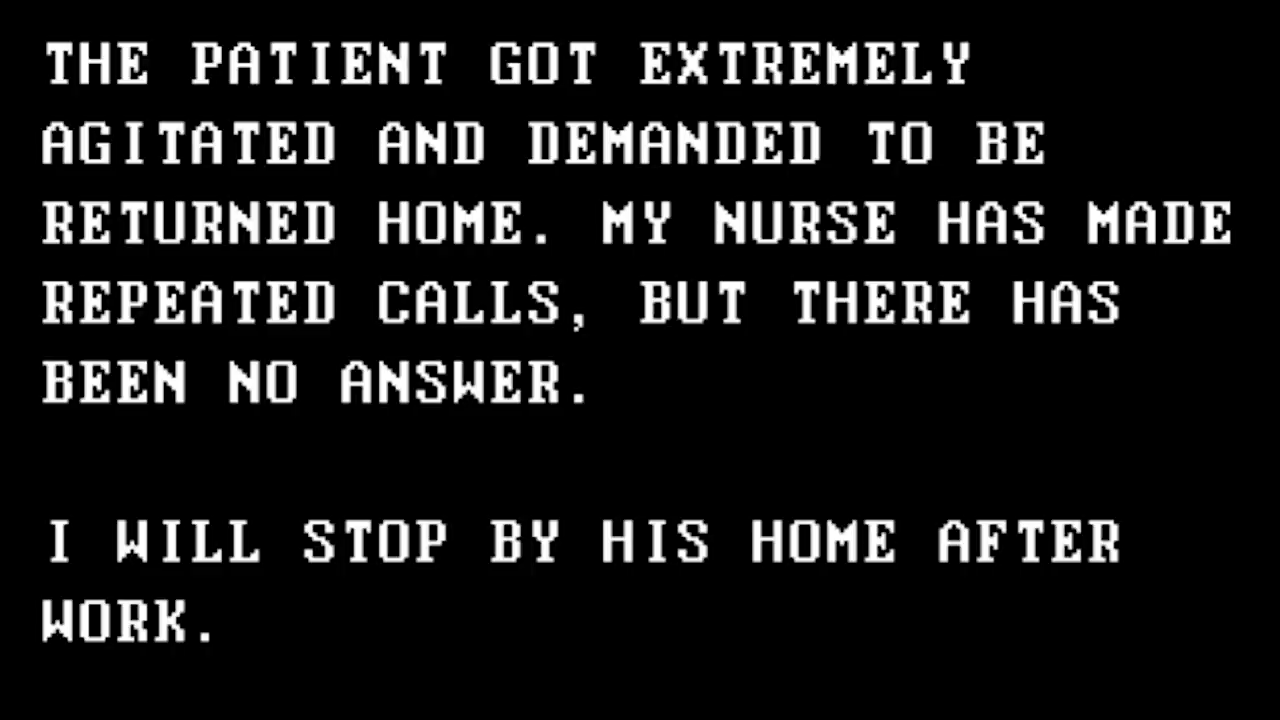 THE PATIENT GOT EXTREMELY
AGITATED AND DEMANDED TO BE
RETURNED HOME. MY NURSE HAS MADE
REPEATED CALLS, BUT THERE HAS
BEEN NO ANSWER.
I WILL STOP BY HIS HOME AFTER
WORK.